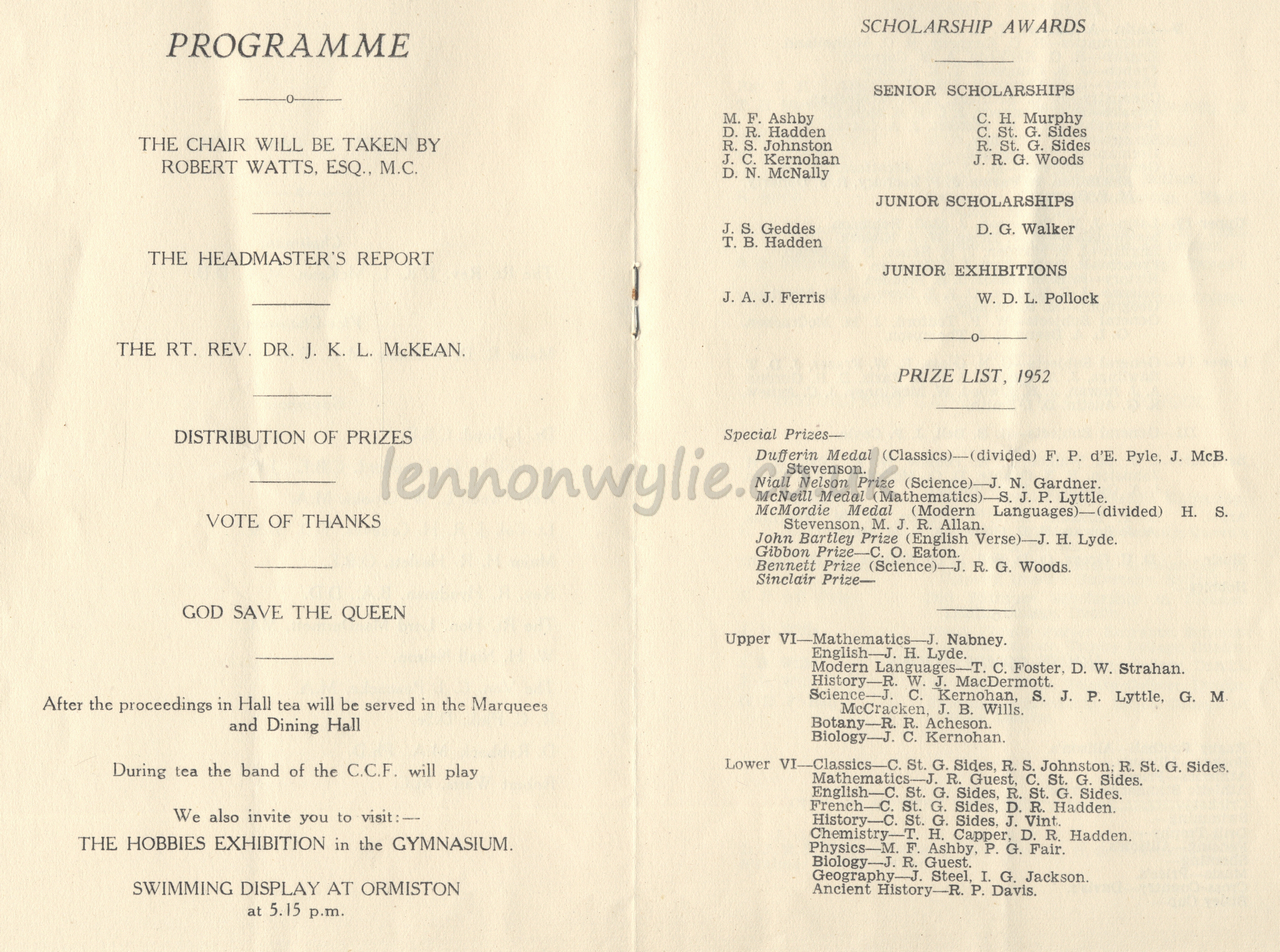 PROGRAMME
THE CHAIR WILL BE TAKEN BY
ROBERT WATTS, ESQ., M.C.
THE HEADMASTER'S REPORT
THE RT. REV. DR. J. K. L. McKEAN.
DISTRIBUTION OF PRIZES
VOTE OF THANKS
GOD SAVE THE QUEEN
After the proceedings in Hall tea will be served in the Marquees
and Dining Hall
During tea the band of the C.C.F. will play
We also invite you to visit:—
THE HOBBIES EXHIBITION in the GYMNASIUM.
SWIMMING DISPLAY AT ORMISTON
at 5.15 p.m.
SCHOLARSHIP AWARDS
SENIOR SCHOLARSHIPS
M. F. Ashby C. H. Murphy
D. R. Hadden C. St. G. Sides
R. S. Johnston R. St. G. Sides
J. C. Kernohan J. R. G. Woods
D. N. McNally
JUNIOR SCHOLARSHIPS
J. S. Geddes D. G. Walker
T. B. Hadden
JUNIOR EXHIBITIONS
J. A. J. Ferris W. D. L. Pollock
PRIZE LIST, 1952
Special Prizes—
Dufferin Medal (Classics)—(divided) F. P. d'E. Pyle, J. McB.
Stevenson.
Niall Nelson Prize (Science)—J. N. Gardner.
McNeill Medal (Mathematics)—S. J. P. Lyttle.
McMordie Medal (Modern Languages)—(divided) H. S.
Stevenson, M. J. R. Allan.
John Bartley Prize (English Verse)—J. H. Lyde.
Gibbon Prize—C. O. Eaton.
Bennett Prize (Science)—J. R. G. Woods.
Sinclair Prize—
Upper VI—Mathematics—J. Nabney.
English—J. H. Lyde.
Modern Languages—T. C. Foster, D. W. Strahan.
History—R. W. J. MacDermott.
Science—J. C. Kernohan, S. J. P. Lyttle, G. M.
McCracken, J. B. Wills.
Botany—R. R. Acheson.
Biology—J. C. Kernohan.
Lower VI—Classics—C. St. G. Sides, R. S. Johnston, R. St. G. Sides.
Mathematics—J. R. Guest, C. St. G. Sides.
English—C. St. G. Sides, R. St. G. Sides.
French—C. St. G. Sides, D. R. Hadden.
History—C. St. G. Sides, J. Vint.
Chemistry—T. H. Capper, D. R. Hadden.
Physics—M. F. Ashby, P. G. Fair.
Biology—J. R. Guest.
Geography—J. Steel, I. G. Jackson.
Ancient History—R. P. Davis.
lennonwylie.co.uk